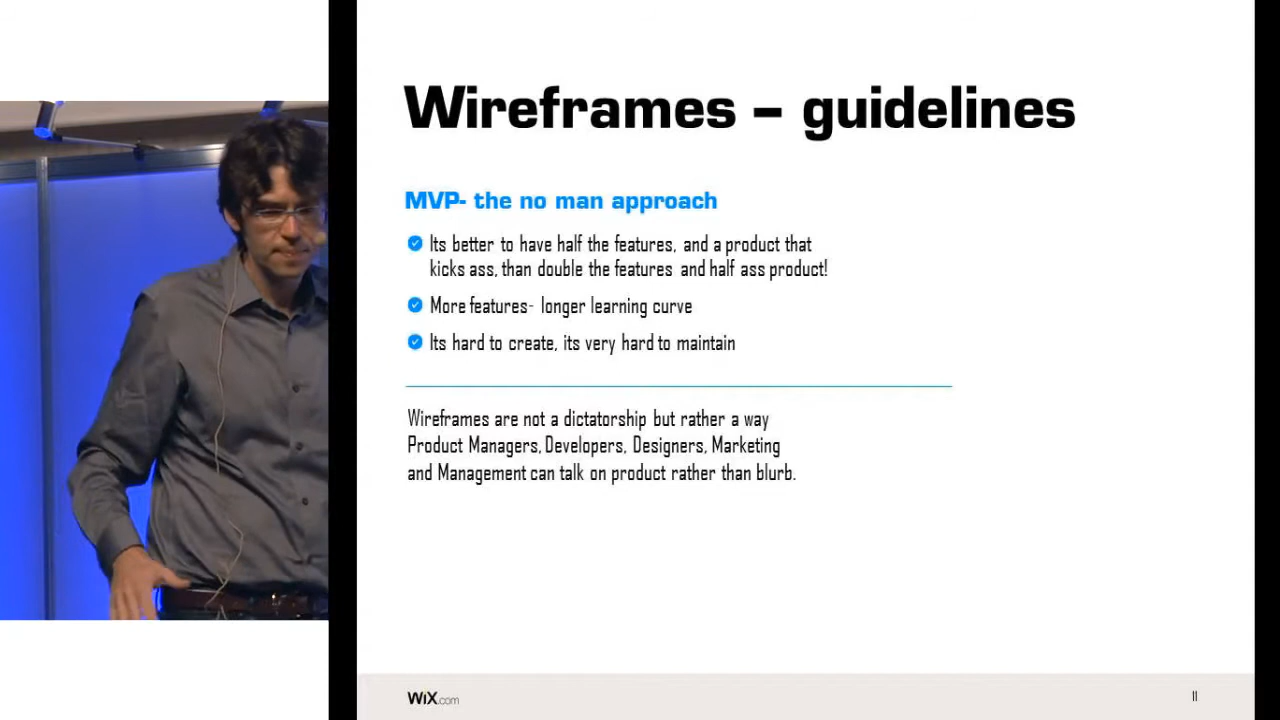 Wireframes – guidelines
MVP- the no man approach
Its better to have half the features, and a product that
kicks ass, than double the features and half ass product!
More features- longer learning curve
Its hard to create, its very hard to maintain
Wireframes are not a dictatorship but rather a way
Product Managers, Developers, Designers, Marketing
and Management can talk on product rather than blurb.
WiX.com
11